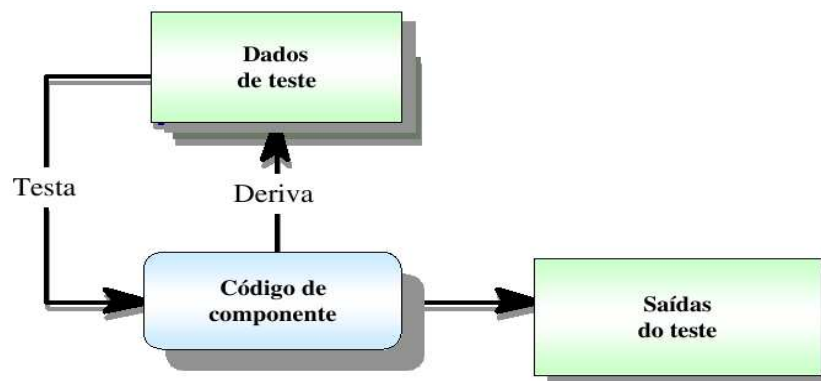 Dados
de teste
Testa
Deriva
Código de
componente
Saídas
do teste